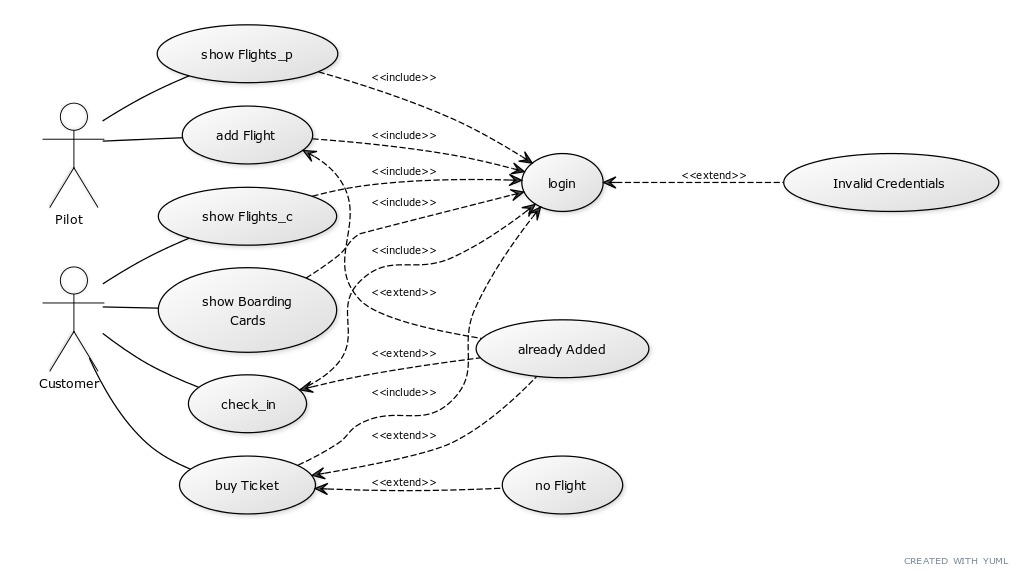 show Flights_p
<<include>>
add Flight
<<include>>
Pilot
<<include>>
login
<<extend>>
Invalid Credentials
show Flights_c
<<include>>
<<include>>
show Boarding
Cards
<<extend>>
already Added
<<extend>>
Customer
check_in
<<include>>
<<extend>>
buy Ticket
<<extend>>
no Flight
CREATED WITH YUML